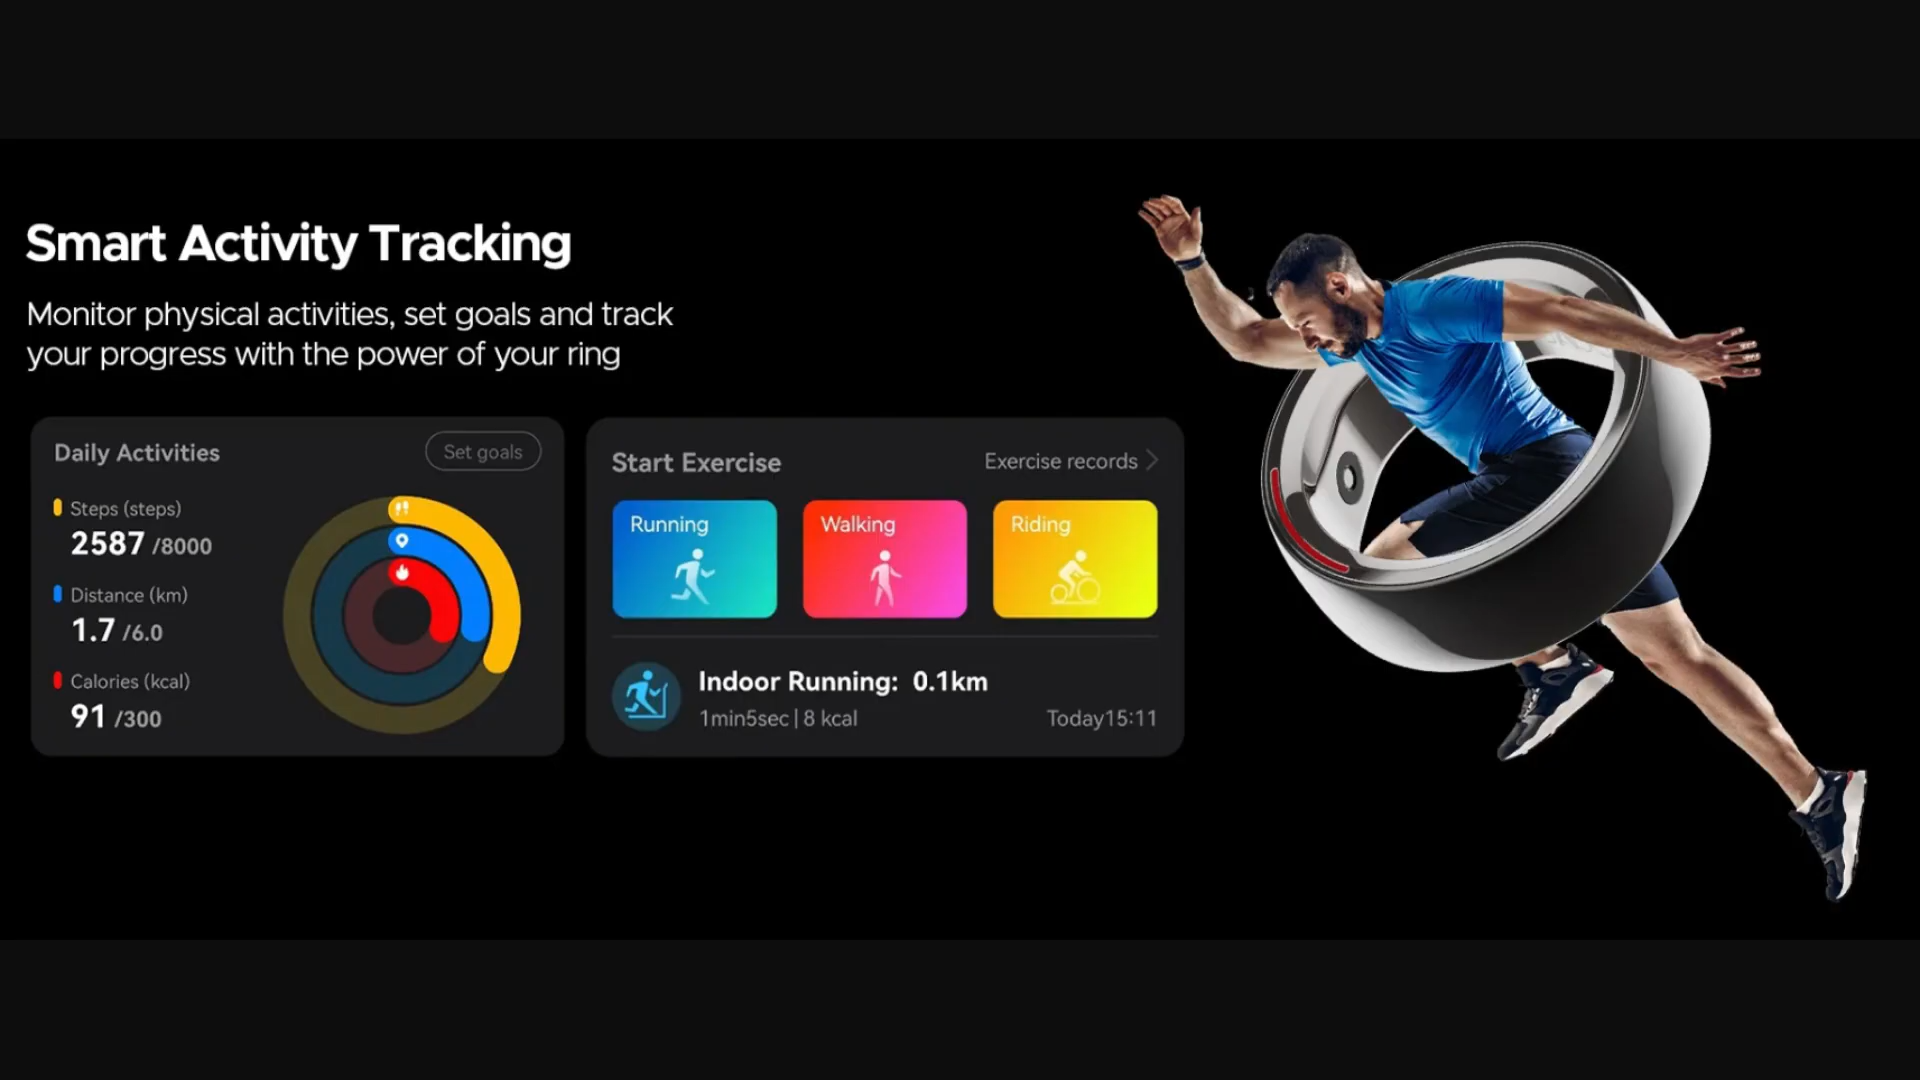 Smart Activity Tracking
Monitor physical activities, set goals and track
your progress with the power of your ring
Daily Activities
Set goals
Steps (steps)
2587 /8000
Distance (km)
1.7 /6.0
Calories (kcal)
91 /300
Start Exercise
Exercise records
Running
Walking
Riding
Indoor Running: 0.1km
1min5sec | 8 kcal
Today15:11